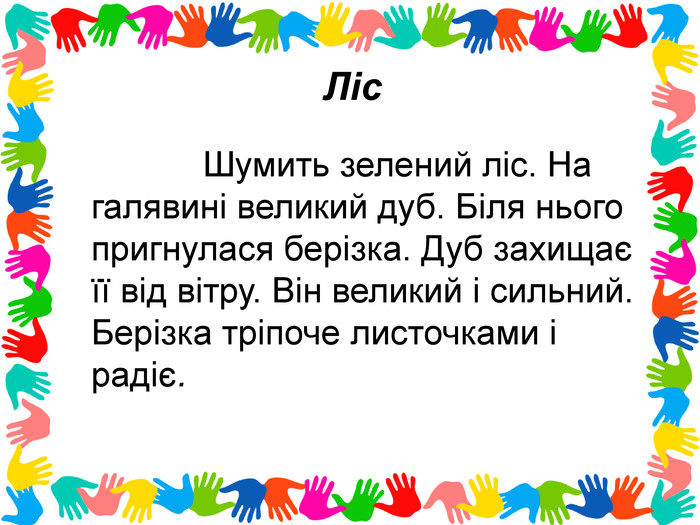 Ліс
Шумить зелений ліс. На
галявині великий дуб. Біля нього
пригнулася берізка. Дуб захищає
її від вітру. Він великий і сильний.
Берізка тріпоче листочками і
радіє.